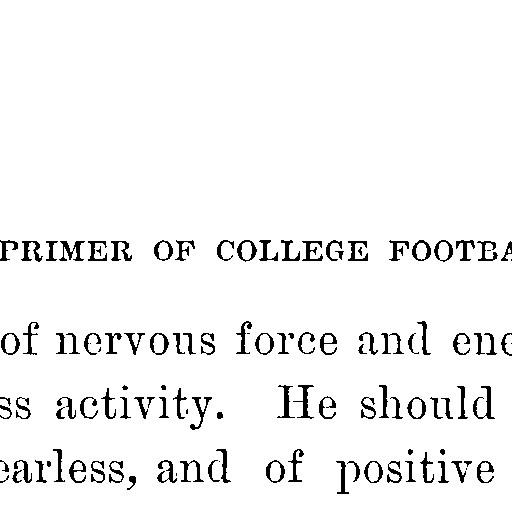 PRIMER OF COLLEGE FOOTBA
of nervous force and ene
ss activity. He should
earless, and of positive